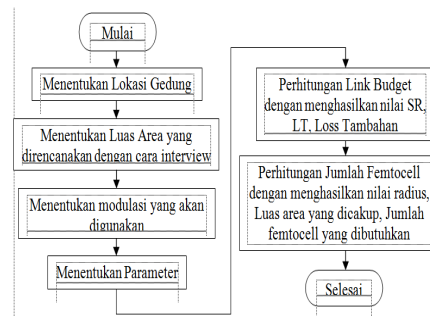 Mulai
Menentukan Lokasi Gedung
Menentukan Luas Area yang
direncanakan dengan cara interview
Menentukan modulasi yang akan
digunakan
Menentukan Parameter
Perhitungan Link Budget
dengan menghasilkan nilai SR,
LT, Loss Tambahan
Perhitungan Jumlah Femtocell
dengan menghasilkan nilai radius,
Luas area yang dicakup, Jumlah
femtocell yang dibutuhkan
Selesai